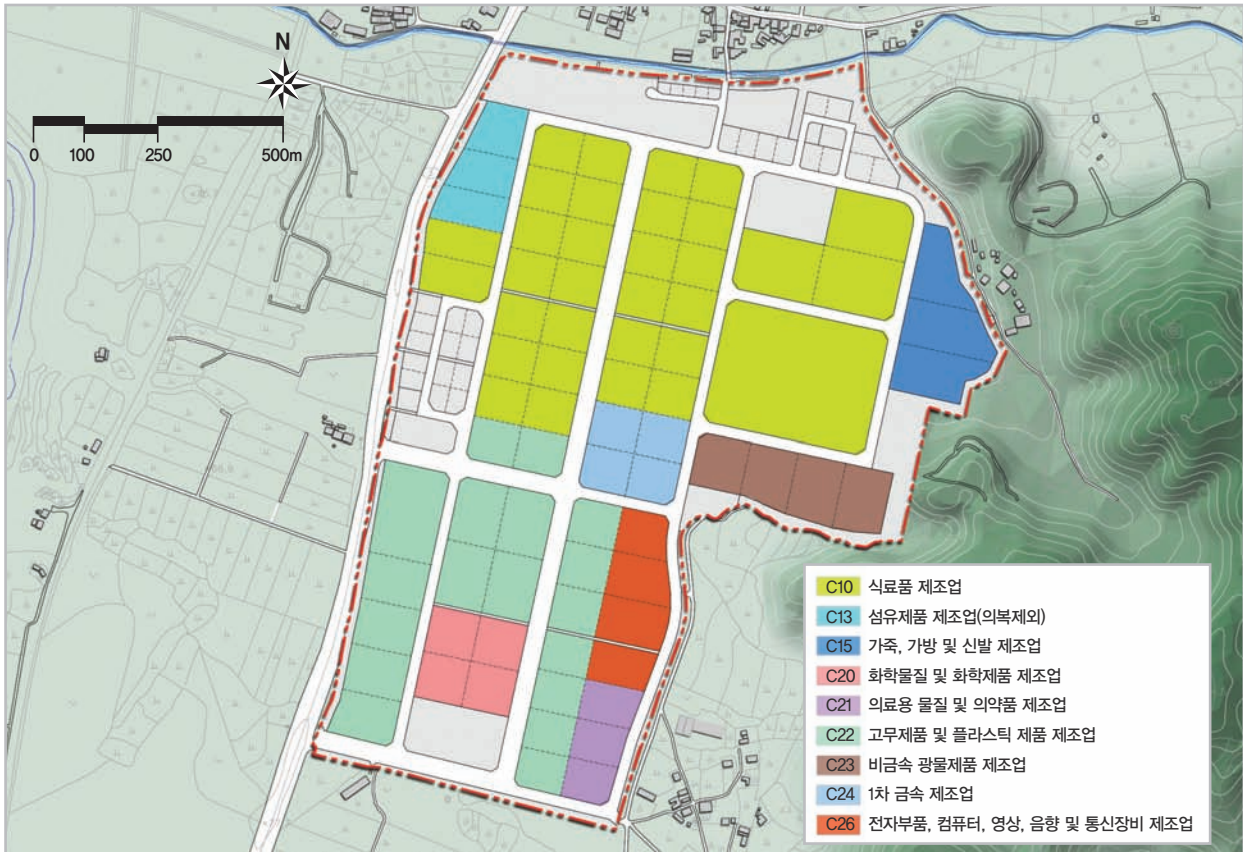 N
0 100 250 500m
C10 식료품 제조업
C13 섬유제품 제조업(의복제외)
C15 가죽, 가방 및 신발 제조업
C20 화학물질 및 화학제품 제조업
C21 의료용 물질 및 의약품 제조업
C22 고무제품 및 플라스틱 제품 제조업
C23 비금속 광물제품 제조업
C24 1차 금속 제조업
C26 전자부품, 컴퓨터, 영상, 음향 및 통신장비 제조업